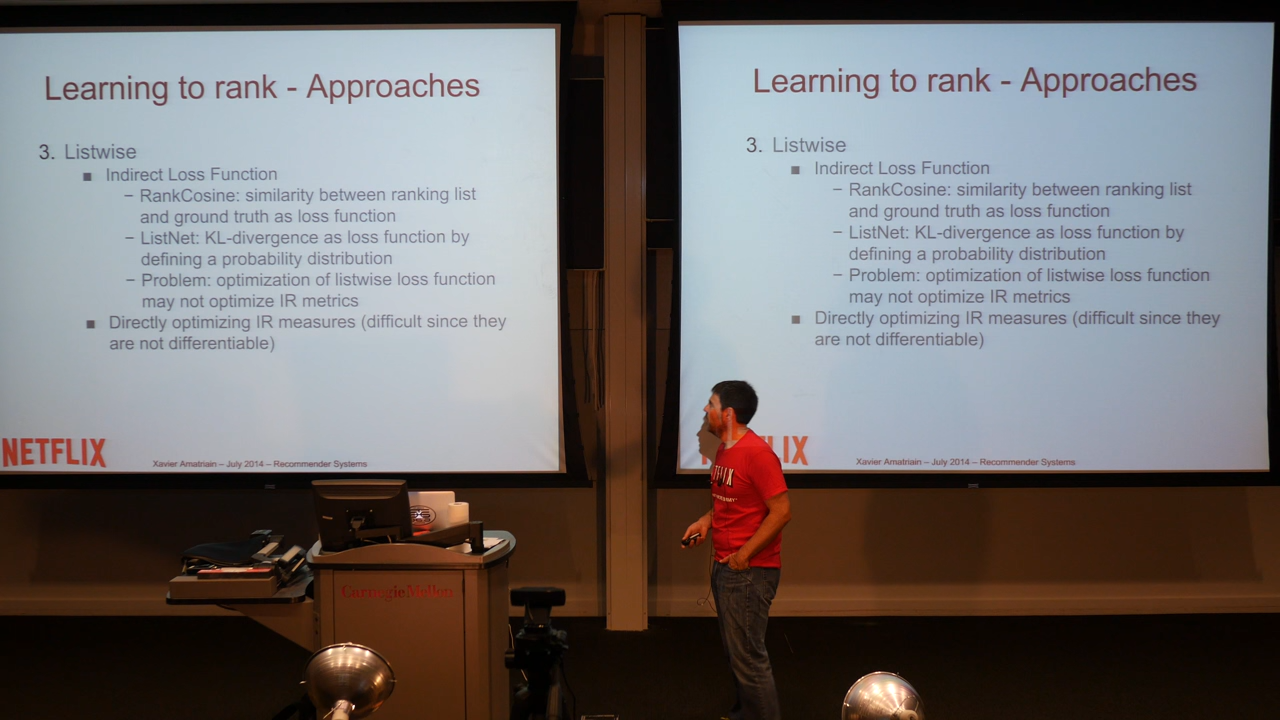 Learning to rank - Approaches
3. Listwise
■ Indirect Loss Function
− RankCosine: similarity between ranking list
and ground truth as loss function
− ListNet: KL-divergence as loss function by
defining a probability distribution
− Problem: optimization of listwise loss function
may not optimize IR metrics
■ Directly optimizing IR measures (difficult since they
are not differentiable)
NETFLIX
Xavier Amatriain – July 2014 – Recommender Systems
Learning to rank - Approaches
3. Listwise
■ Indirect Loss Function
− RankCosine: similarity between ranking list
and ground truth as loss function
− ListNet: KL-divergence as loss function by
defining a probability distribution
− Problem: optimization of listwise loss function
may not optimize IR metrics
■ Directly optimizing IR measures (difficult since they
are not differentiable)
LIX
Xavier Amatriain – July 2014 – Recommender Systems
TFLIX
Carnegie Mellon